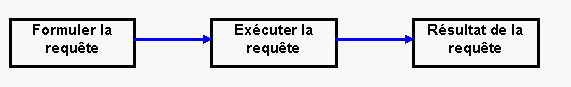 Formuler la
requête
Exécuter la
requête
Résultat de la
requête